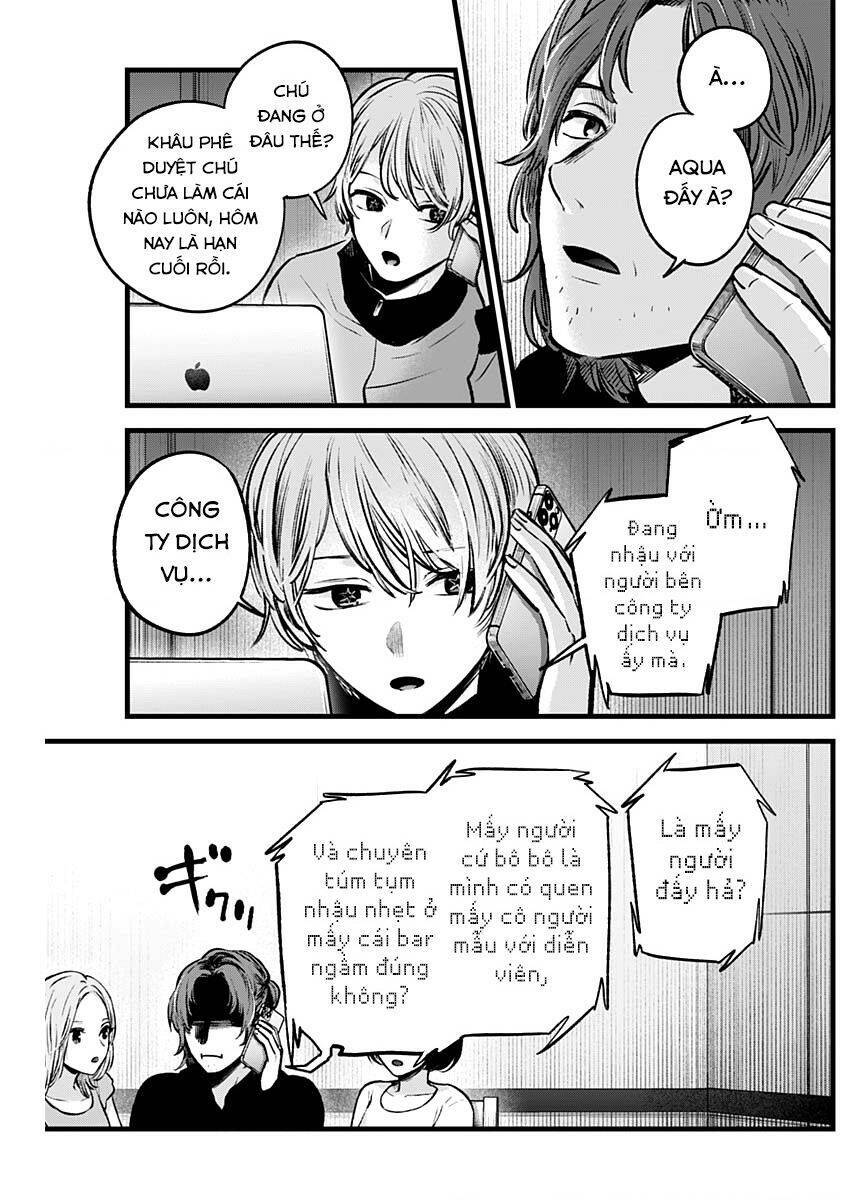 À...
AQUA
ĐẤY À?
CHÚ
ĐANG Ở
ĐÂU THẾ?
KHÂU PHÊ
DUYỆT CHÚ
CHƯA LÀM CÁI
NÀO LUÔN, HÔM
NAY LÀ HẠN
CUỐI RỒI.
Ờm...
Đang
nhậu với
người bên
công ty
dịch vụ
ấy mà.
CÔNG
TY DỊCH
VỤ...
Là mấy
người
đấy hả?
Mấy người
cứ bô bô là
mình có quen
mấy cô người
mẫu với diễn
viên,
Và chuyên
túm tụm
nhậu nhẹt ở
mấy cái bar
ngầm đúng
không?
ギクリ